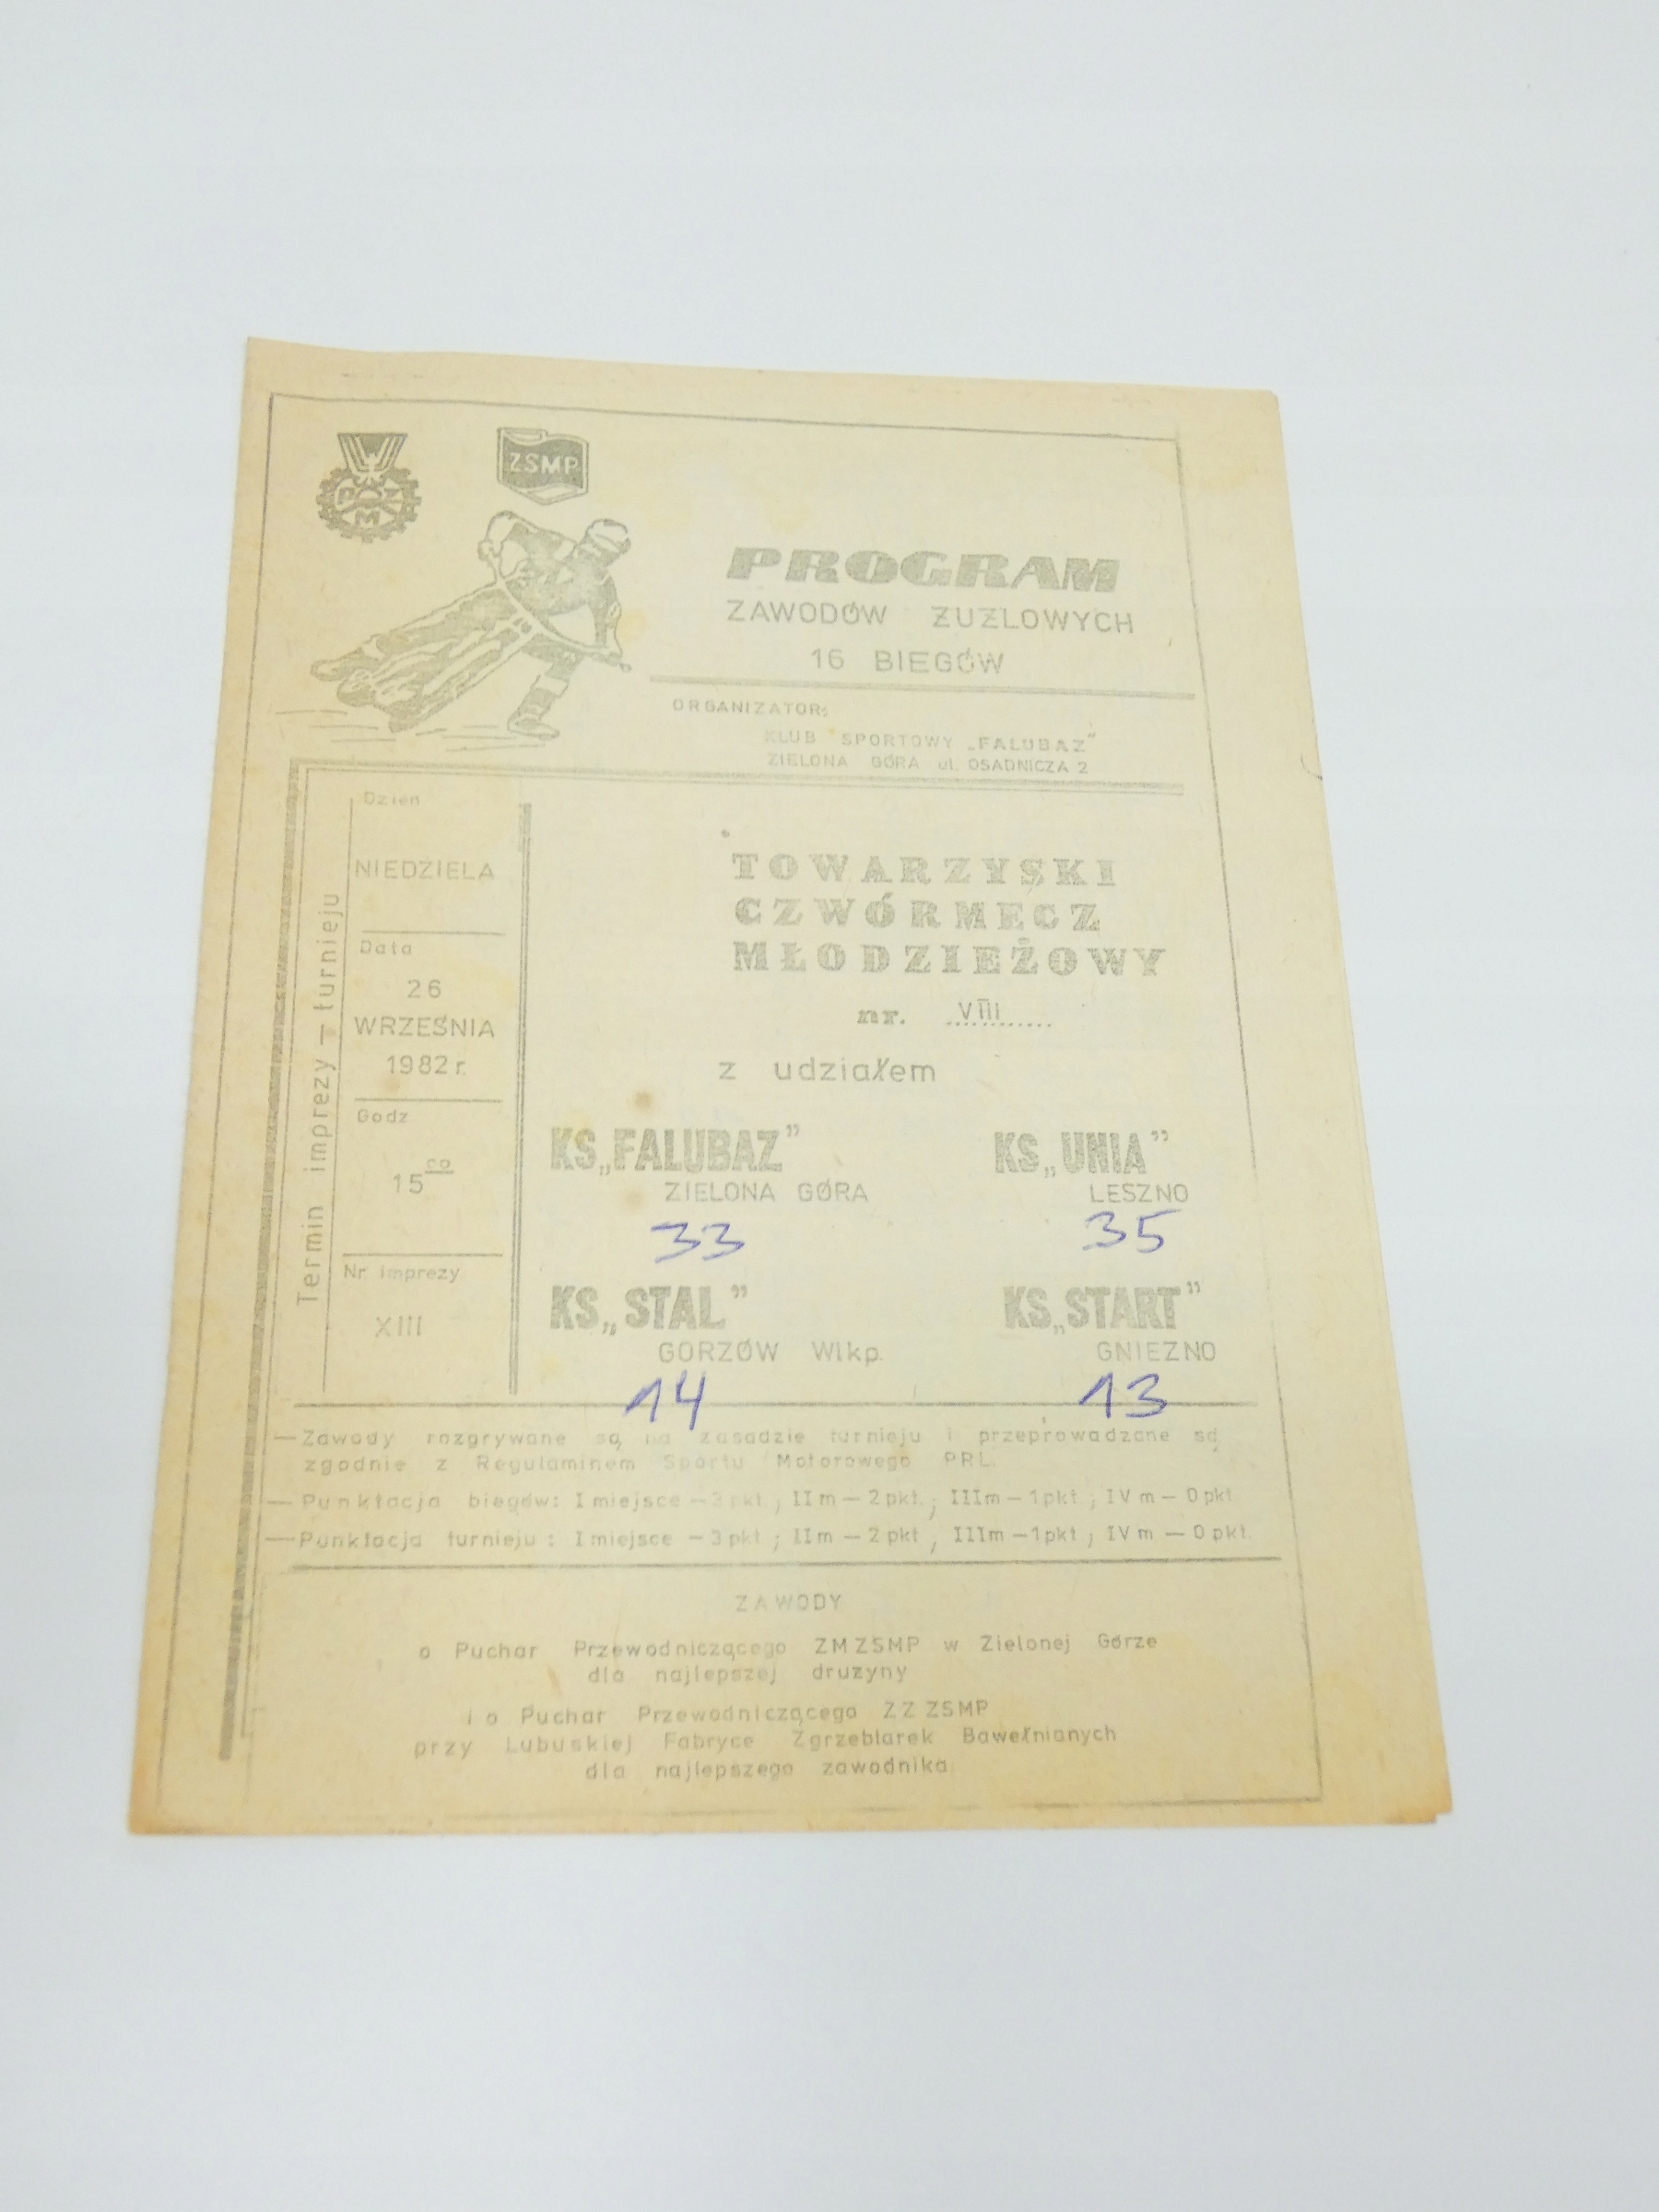 PZM
ZSMP
PROGRAM
ZAWODÓW ŻUŻLOWYCH
16 BIEGÓW
ORGANIZATOR:
KLUB SPORTOWY „FALUBAZ”
ZIELONA GÓRA ul. OSADNICZA 2
Termin imprezy — turnieju
Dzień
NIEDZIELA
Data
26
WRZEŚNIA
1982 r.
Godz
15 00
Nr imprezy
XIII
TOWARZYSKI
CZWÓRMECZ
MŁODZIEŻOWY
nr. VIII
z udziałem
KS „FALUBAZ”
ZIELONA GÓRA
33
KS „UNIA”
LESZNO
35
KS „STAL”
GORZÓW Wlkp.
14
KS „START”
GNIEZNO
13
— Zawody rozgrywane są na zasadzie turnieju i przeprowadzone są
zgodnie z Regulaminem Sportu Motorowego PRL.
— Punktacja biegów: I miejsce — 3 pkt.; II m — 2 pkt.; III m — 1 pkt; IV m — 0 pkt
— Punktacja turnieju: I miejsce — 3 pkt; II m — 2 pkt, III m — 1 pkt; IV m — 0 pkt.
ZAWODY
o Puchar Przewodniczącego ZM ZSMP w Zielonej Górze
dla najlepszej drużyny
i o Puchar Przewodniczącego ZZ ZSMP
przy Lubuskiej Fabryce Zgrzeblarek Bawełnianych
dla najlepszego zawodnika